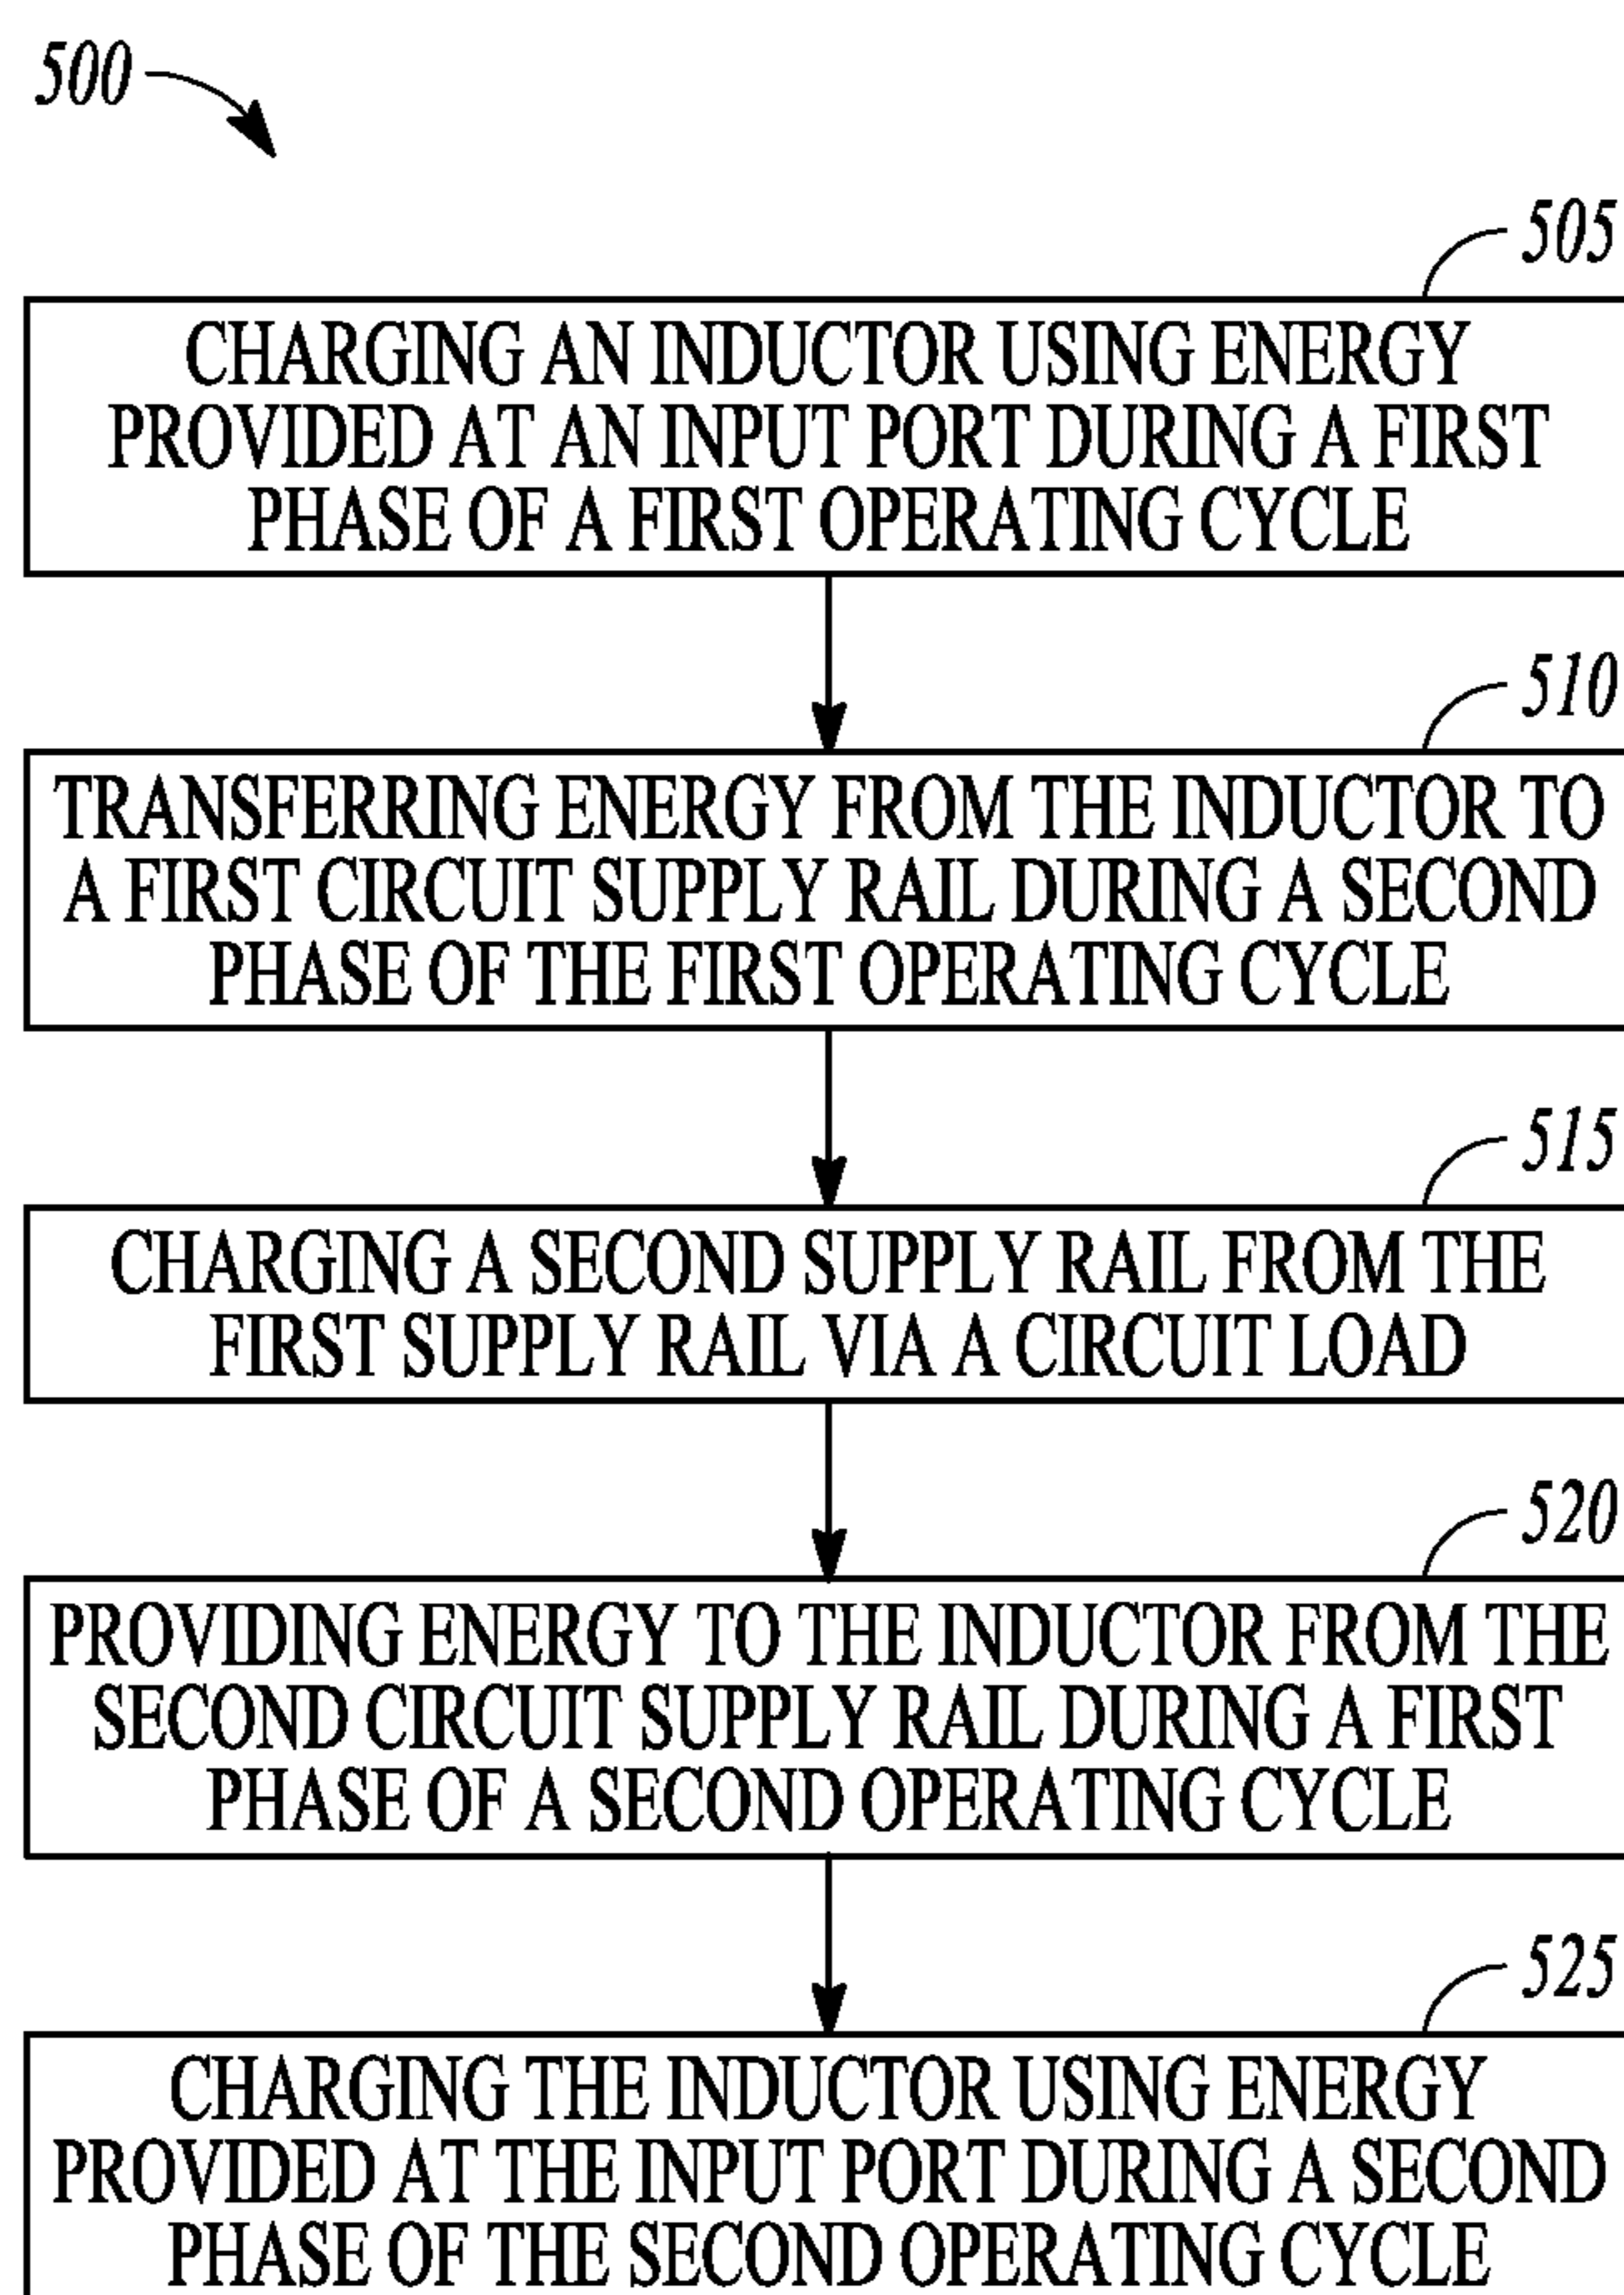 500
505
CHARGING AN INDUCTOR USING ENERGY
PROVIDED AT AN INPUT PORT DURING A FIRST
PHASE OF A FIRST OPERATING CYCLE
510
TRANSFERRING ENERGY FROM THE INDUCTOR TO
A FIRST CIRCUIT SUPPLY RAIL DURING A SECOND
PHASE OF THE FIRST OPERATING CYCLE
515
CHARGING A SECOND SUPPLY RAIL FROM THE
FIRST SUPPLY RAIL VIA A CIRCUIT LOAD
520
PROVIDING ENERGY TO THE INDUCTOR FROM THE
SECOND CIRCUIT SUPPLY RAIL DURING A FIRST
PHASE OF A SECOND OPERATING CYCLE
525
CHARGING THE INDUCTOR USING ENERGY
PROVIDED AT THE INPUT PORT DURING A SECOND
PHASE OF THE SECOND OPERATING CYCLE